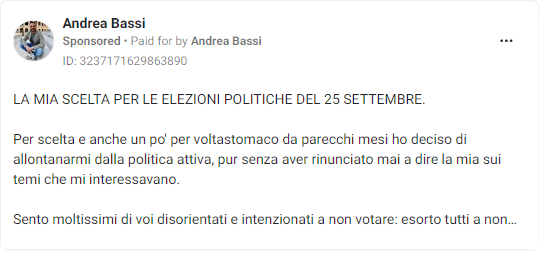 Andrea Bassi
Sponsored • Paid for by Andrea Bassi
ID: 3237171629863890
LA MIA SCELTA PER LE ELEZIONI POLITICHE DEL 25 SETTEMBRE.
Per scelta e anche un po' per voltastomaco da parecchi mesi ho deciso di
allontanarmi dalla politica attiva, pur senza aver rinunciato mai a dire la mia sui
temi che mi interessavano.
Sento moltissimi di voi disorientati e intenzionati a non votare: esorto tutti a non...